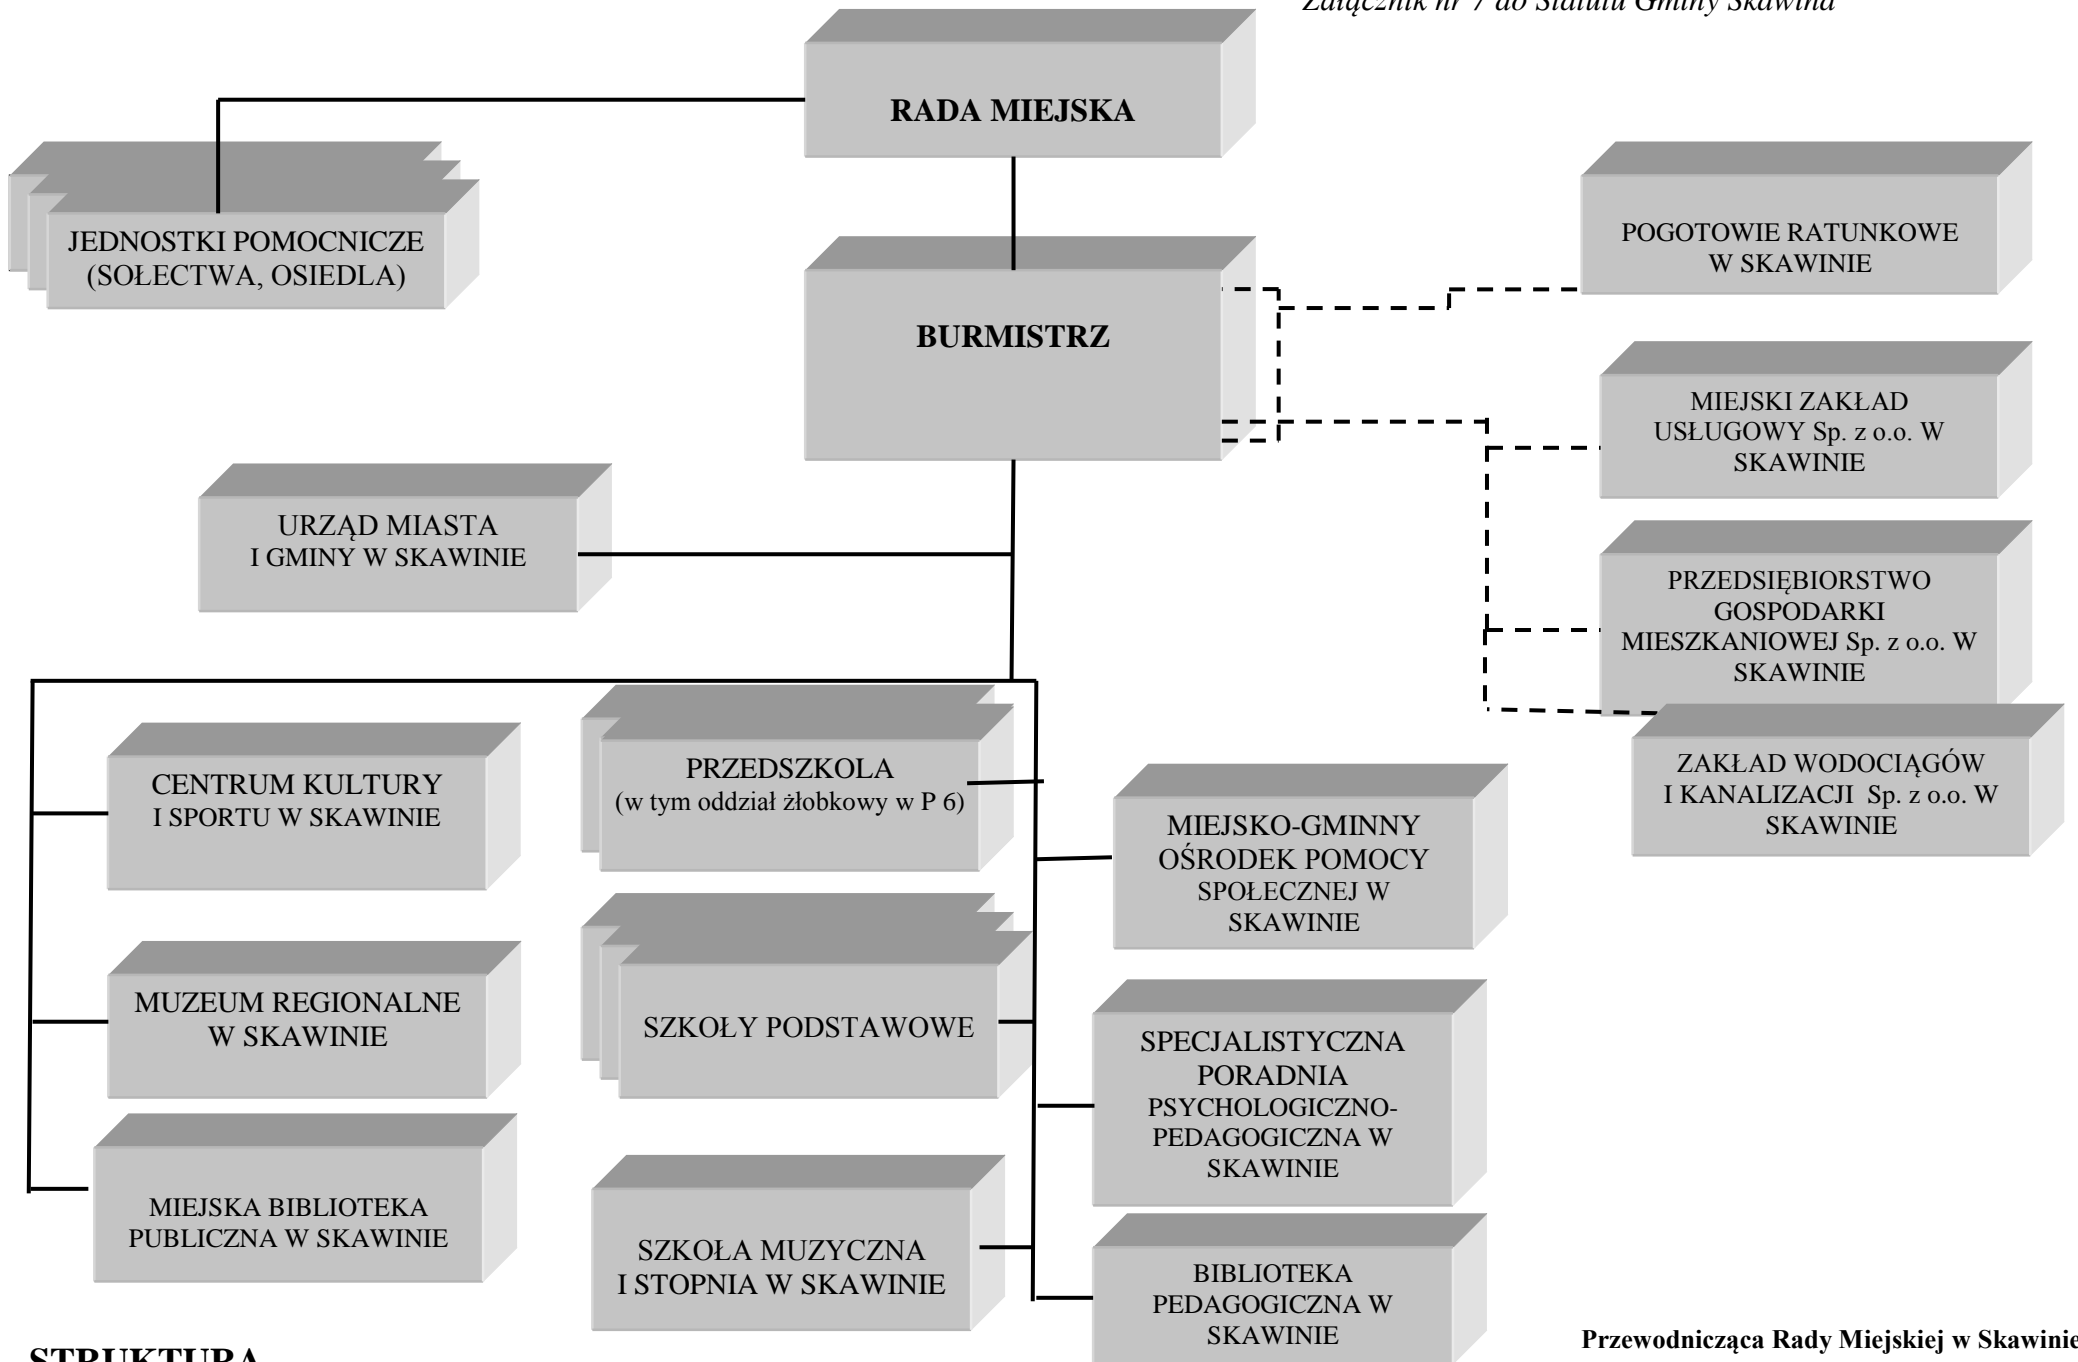 Załącznik nr 7 do Statutu Gminy Skawina
RADA MIEJSKA
JEDNOSTKI POMOCNICZE
(SOŁECTWA, OSIEDLA)
POGOTOWIE RATUNKOWE
W SKAWINIE
BURMISTRZ
MIEJSKI ZAKŁAD
USŁUGOWY Sp. z o.o. W
SKAWINIE
URZĄD MIASTA
I GMINY W SKAWINIE
PRZEDSIĘBIORSTWO
GOSPODARKI
MIESZKANIOWEJ Sp. z o.o. W
SKAWINIE
ZAKŁAD WODOCIĄGÓW
I KANALIZACJI Sp. z o.o. W
SKAWINIE
CENTRUM KULTURY
I SPORTU W SKAWINIE
PRZEDSZKOLA
(w tym oddział żłobkowy w P 6)
MIEJSKO-GMINNY
OŚRODEK POMOCY
SPOŁECZNEJ W
SKAWINIE
MUZEUM REGIONALNE
W SKAWINIE
SZKOŁY PODSTAWOWE
SPECJALISTYCZNA
PORADNIA
PSYCHOLOGICZNO-
PEDAGOGICZNA W
SKAWINIE
MIEJSKA BIBLIOTEKA
PUBLICZNA W SKAWINIE
SZKOŁA MUZYCZNA
I STOPNIA W SKAWINIE
BIBLIOTEKA
PEDAGOGICZNA W
SKAWINIE
STRUKTURA
Przewodnicząca Rady Miejskiej w Skawinie